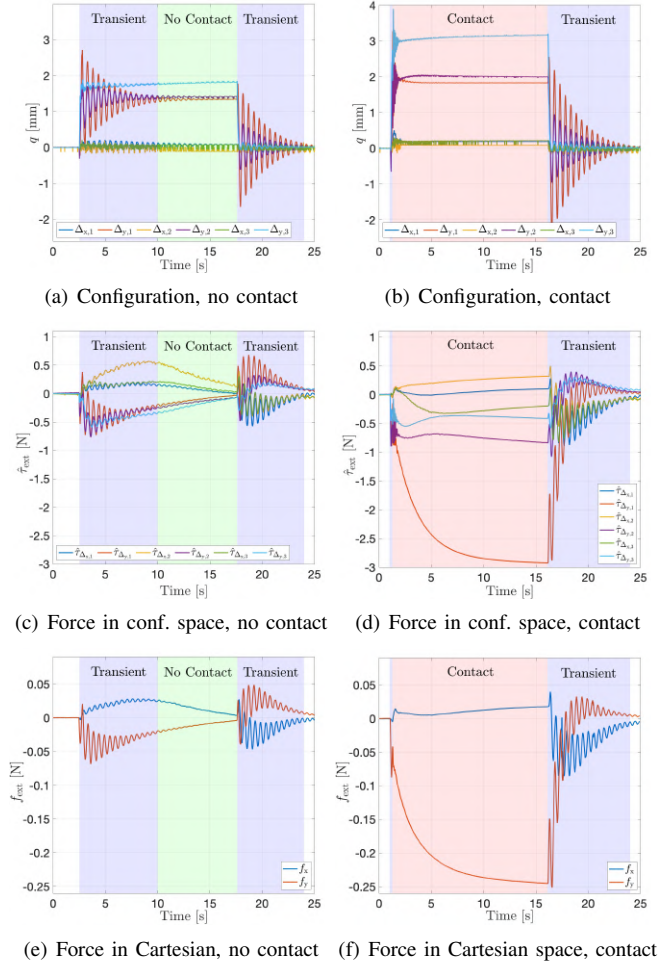 Transient No Contact Transient
3
2
1
0
-1
-2
q [mm]
Δx,1 Δy,1 Δx,2 Δy,2 Δx,3 Δy,3
0 5 10 15 20 25
Time [s]
(a) Configuration, no contact
Contact Transient
4
3
2
1
0
-1
-2
q [mm]
Δx,1 Δy,1 Δx,2 Δy,2 Δx,3 Δy,3
0 5 10 15 20 25
Time [s]
(b) Configuration, contact
Transient No Contact Transient
1
0.5
0
-0.5
-1
-1.5
-2
-2.5
-3
τ̂ext [N]
τ̂Δx,1 τ̂Δy,1 τ̂Δx,2 τ̂Δy,2 τ̂Δx,3 τ̂Δy,3
0 5 10 15 20 25
Time [s]
(c) Force in conf. space, no contact
Contact Transient
1
0.5
0
-0.5
-1
-1.5
-2
-2.5
-3
τ̂ext [N]
τ̂Δx,1
τ̂Δy,1
τ̂Δx,2
τ̂Δy,2
τ̂Δx,3
τ̂Δy,3
0 5 10 15 20 25
Time [s]
(d) Force in conf. space, contact
Transient No Contact Transient
0.05
0
-0.05
-0.1
-0.15
-0.2
-0.25
fext [N]
fx
fy
0 5 10 15 20 25
Time [s]
(e) Force in Cartesian, no contact
Contact Transient
0.05
0
-0.05
-0.1
-0.15
-0.2
-0.25
fext [N]
fx
fy
0 5 10 15 20 25
Time [s]
(f) Force in Cartesian space, contact